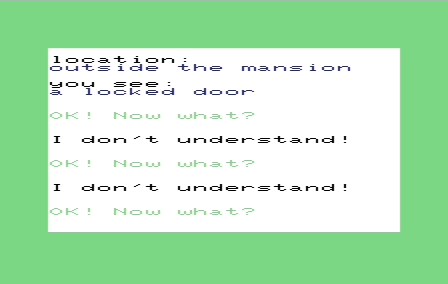 location:
outside the mansion
you see:
a locked door
OK! Now what?
I don't understand!
OK! Now what?
I don't understand!
OK! Now what?